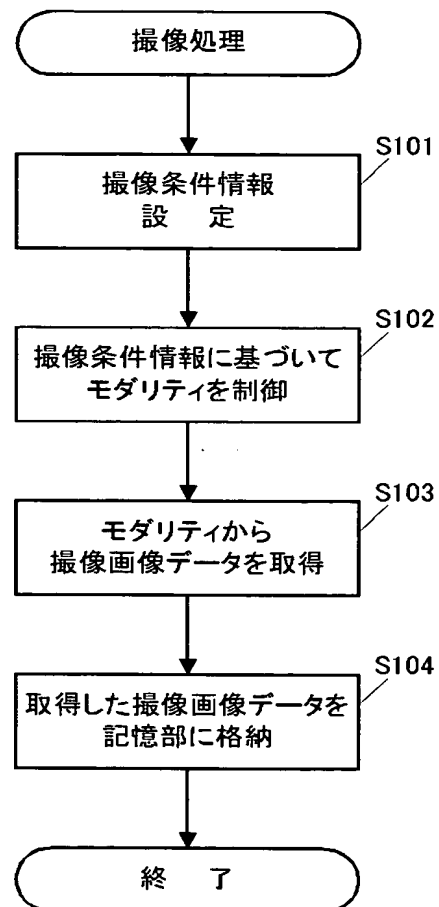 撮像処理
S101
撮像条件情報
設 定
S102
撮像条件情報に基づいて
モダリティを制御
S103
モダリティから
撮像画像データを取得
S104
取得した撮像画像データを
記憶部に格納
終 了